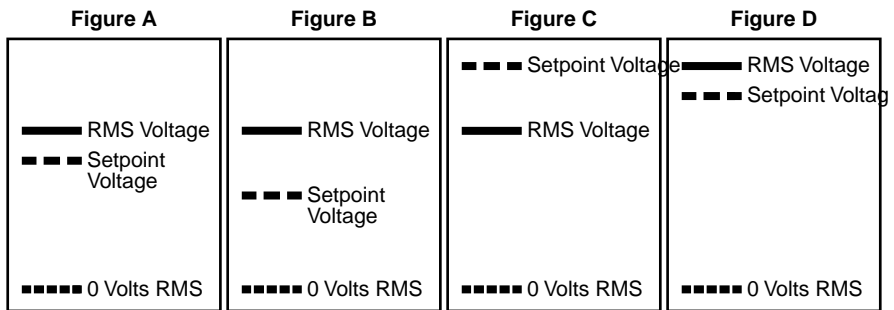 Figure A
RMS Voltage
Setpoint
Voltage
0 Volts RMS
Figure B
RMS Voltage
Setpoint
Voltage
0 Volts RMS
Figure C
Setpoint Voltage
RMS Voltage
0 Volts RMS
Figure D
RMS Voltage
Setpoint Voltag
0 Volts RMS